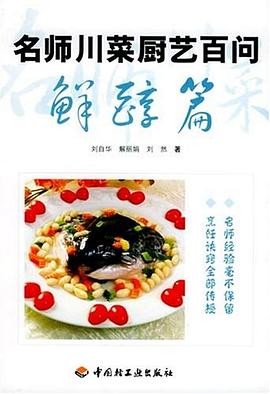 名师川菜厨艺百问
鲜醇篇
刘自华 解丽娟 刘然 著
名师经验毫不保留
烹饪诀窍全部传授
中国轻工业出版社